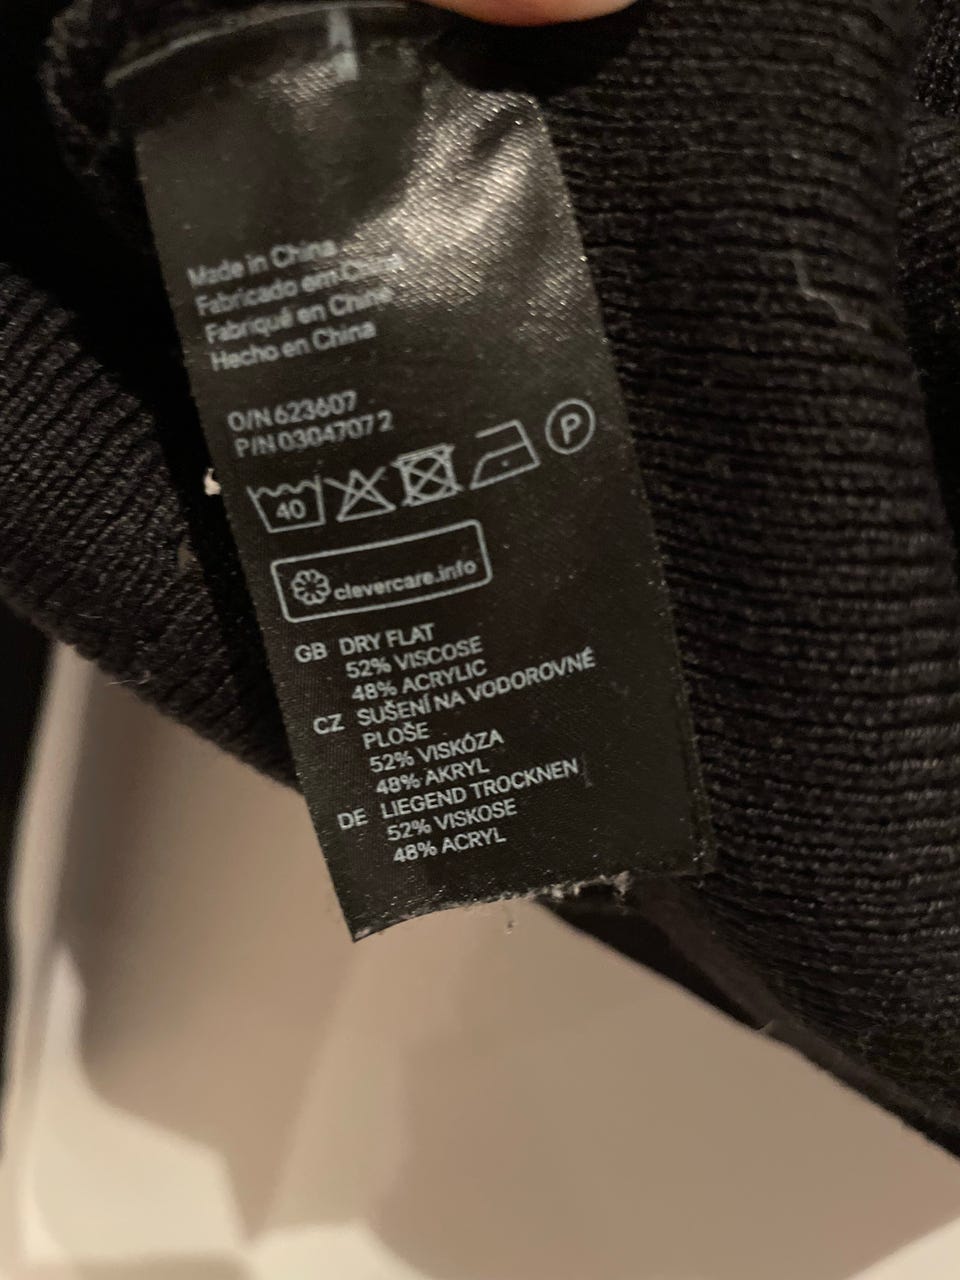 Made in China
Fabricado em China
Fabriqué en Chine
Hecho en China
O/N 623607
P/N 03047072
40
P
clevercare.info
GB DRY FLAT
52% VISCOSE
48% ACRYLIC
CZ SUŠENÍ NA VODOROVNÉ
PLOŠE
52% VISKÓZA
48% AKRYL
DE LIEGEND TROCKNEN
52% VISKOSE
48% ACRYL